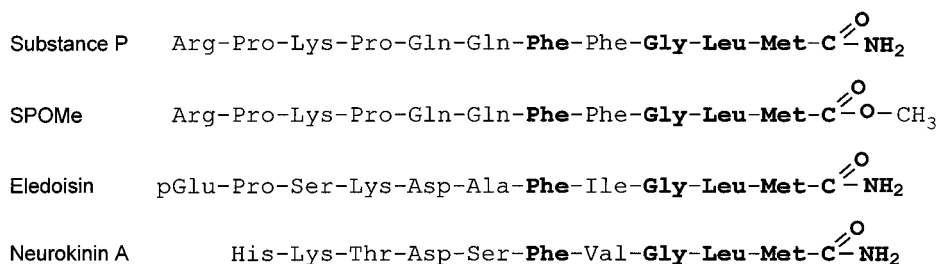 Substance P Arg-Pro-Lys-Pro-Gln-Gln-Phe-Phe-Gly-Leu-Met-C(=O)-NH₂
SPOMe Arg-Pro-Lys-Pro-Gln-Gln-Phe-Phe-Gly-Leu-Met-C(=O)-O-CH₃
Eledoisin pGlu-Pro-Ser-Lys-Asp-Ala-Phe-Ile-Gly-Leu-Met-C(=O)-NH₂
Neurokinin A His-Lys-Thr-Asp-Ser-Phe-Val-Gly-Leu-Met-C(=O)-NH₂